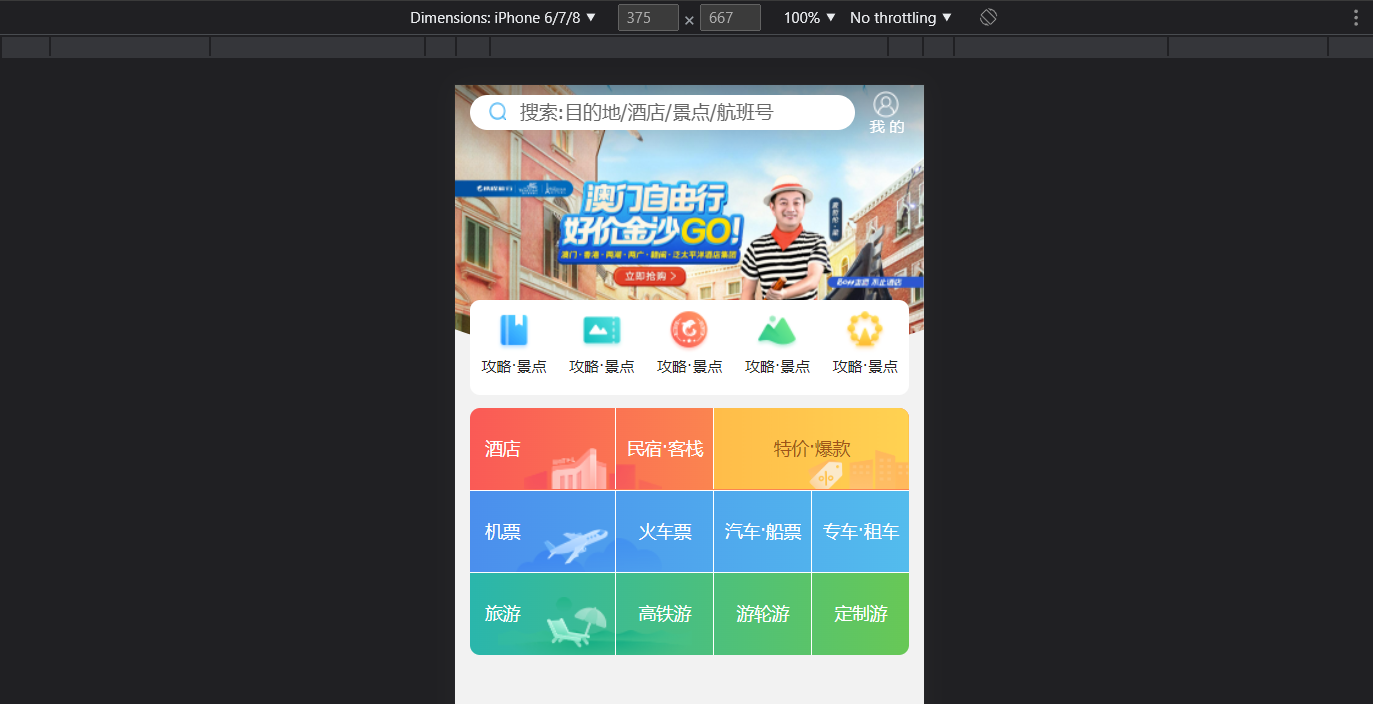 Dimensions: iPhone 6/7/8 ▼ 375 × 667 100% ▼ No throttling ▼
搜索:目的地/酒店/景点/航班号
我的
澳门自由行
好价金沙GO!
澳门·香港·两湖·两广·赣闽·泛太平洋酒店集团
立即抢购 >
攻略·景点 攻略·景点 攻略·景点 攻略·景点 攻略·景点
酒店 民宿·客栈 特价·爆款
机票 火车票 汽车·船票 专车·租车
旅游 高铁游 游轮游 定制游